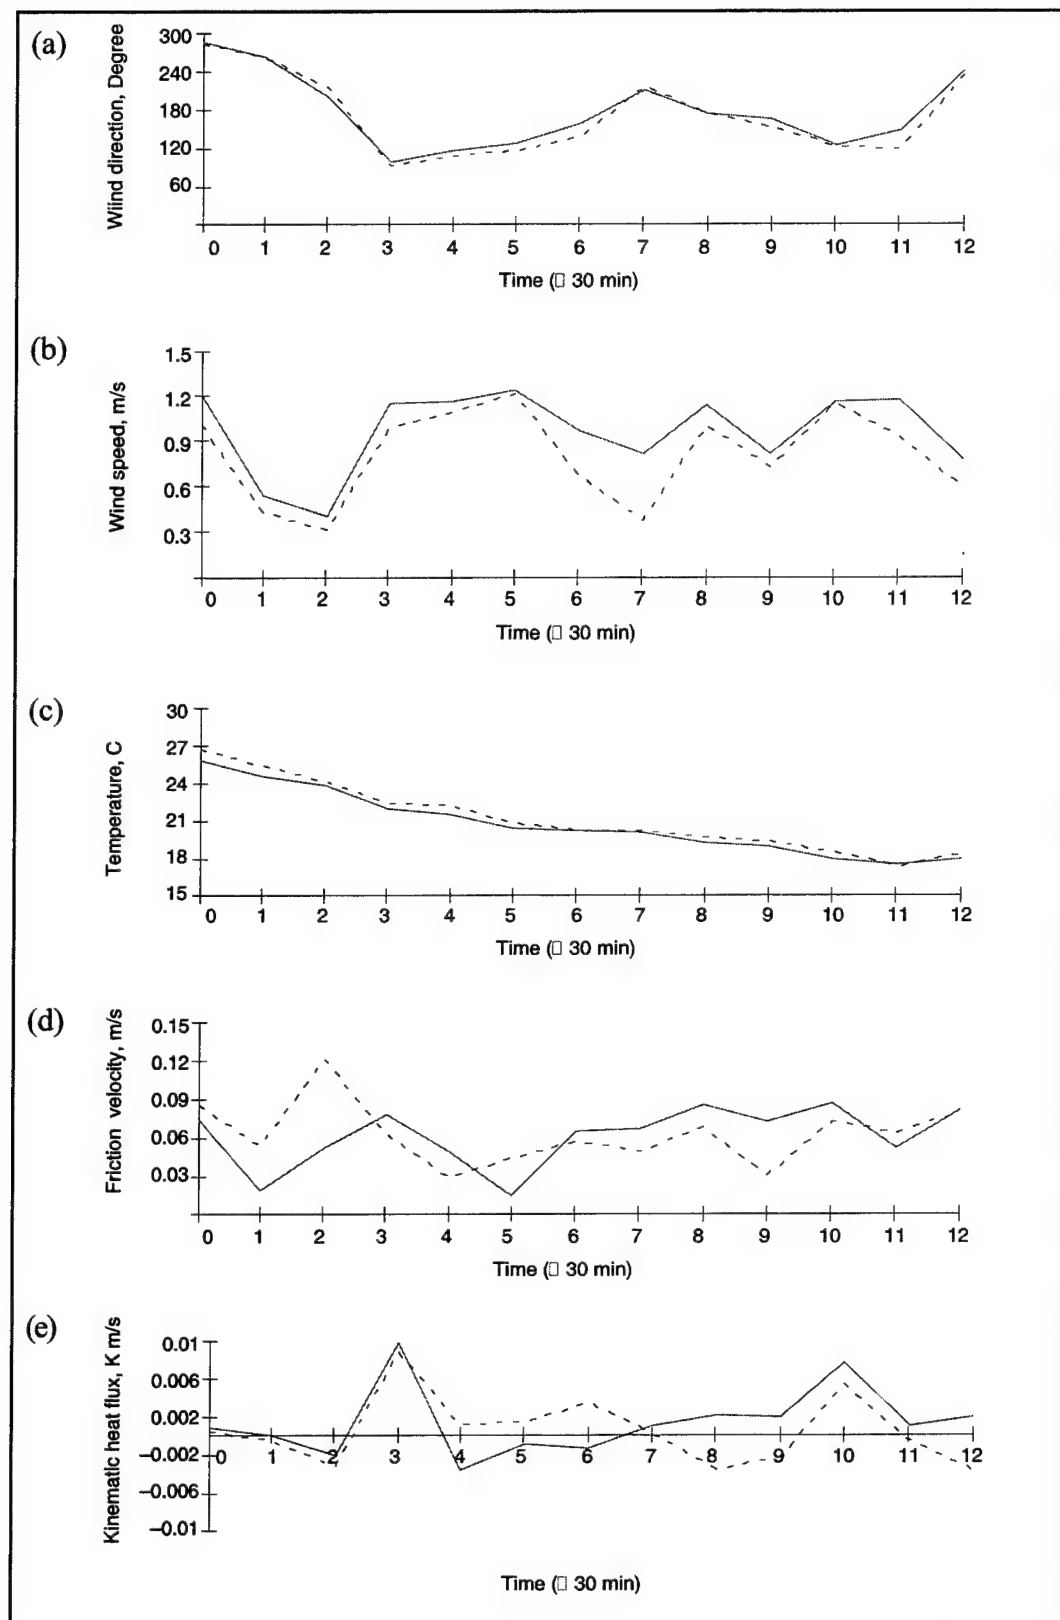 (a)
Wiind direction, Degree
300
240
180
120
60
0 1 2 3 4 5 6 7 8 9 10 11 12
Time (▯ 30 min)
(b)
Wind speed, m/s
1.5
1.2
0.9
0.6
0.3
0 1 2 3 4 5 6 7 8 9 10 11 12
Time (▯ 30 min)
(c)
Temperature, C
30
27
24
21
18
15
0 1 2 3 4 5 6 7 8 9 10 11 12
Time (▯ 30 min)
(d)
Friction velocity, m/s
0.15
0.12
0.09
0.06
0.03
0 1 2 3 4 5 6 7 8 9 10 11 12
Time (▯ 30 min)
(e)
Kinematic heat flux, K m/s
0.01
0.006
0.002
−0.002
−0.006
−0.01
0 1 2 3 4 5 6 7 8 9 10 11 12
Time (▯ 30 min)